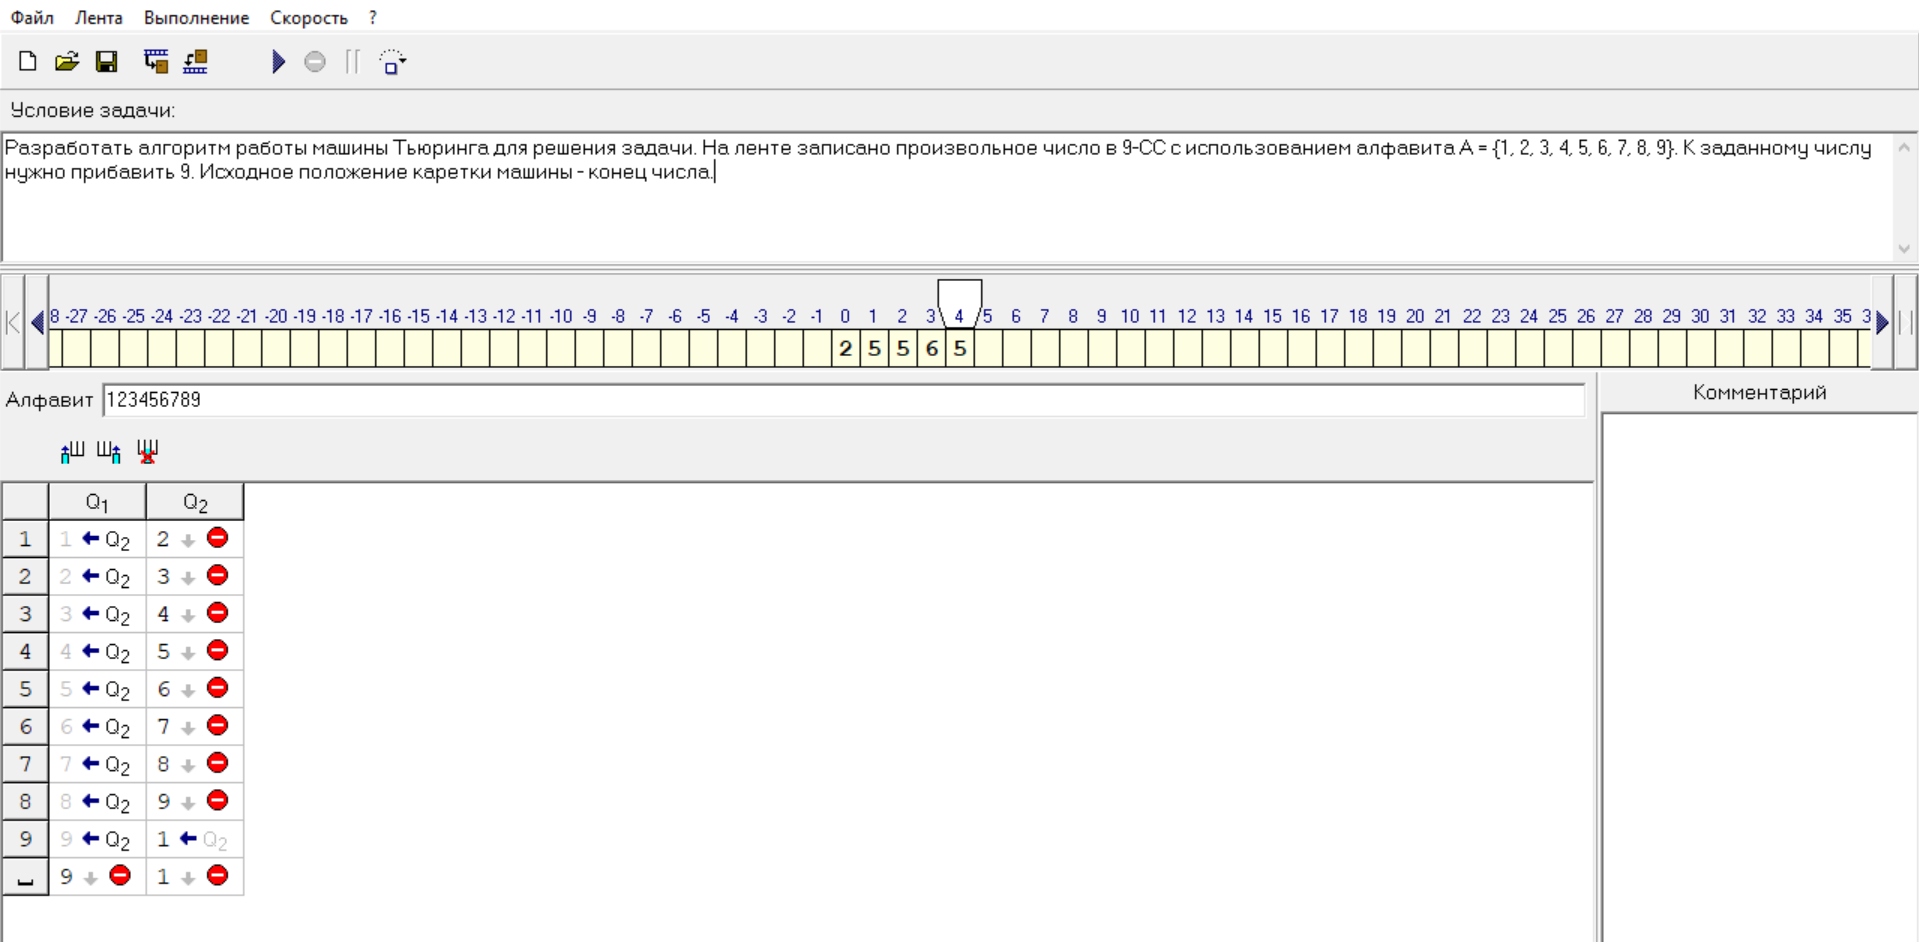 Файл Лента Выполнение Скорость ?
Условие задачи:
Разработать алгоритм работы машины Тьюринга для решения задачи. На ленте записано произвольное число в 9-СС с использованием алфавита A = {1, 2, 3, 4, 5, 6, 7, 8, 9}. К заданному числу
нужно прибавить 9. Исходное положение каретки машины - конец числа.
8 -27 -26 -25 -24 -23 -22 -21 -20 -19 -18 -17 -16 -15 -14 -13 -12 -11 -10 -9 -8 -7 -6 -5 -4 -3 -2 -1 0 1 2 3 4 5 6 7 8 9 10 11 12 13 14 15 16 17 18 19 20 21 22 23 24 25 26 27 28 29 30 31 32 33 34 35 3
2 5 5 6 5
Алфавит 123456789
Комментарий
Q1 Q2
1 1 ← Q2 2 ↓
2 2 ← Q2 3 ↓
3 3 ← Q2 4 ↓
4 4 ← Q2 5 ↓
5 5 ← Q2 6 ↓
6 6 ← Q2 7 ↓
7 7 ← Q2 8 ↓
8 8 ← Q2 9 ↓
9 9 ← Q2 1 ← Q2
␣ 9 ↓ 1 ↓